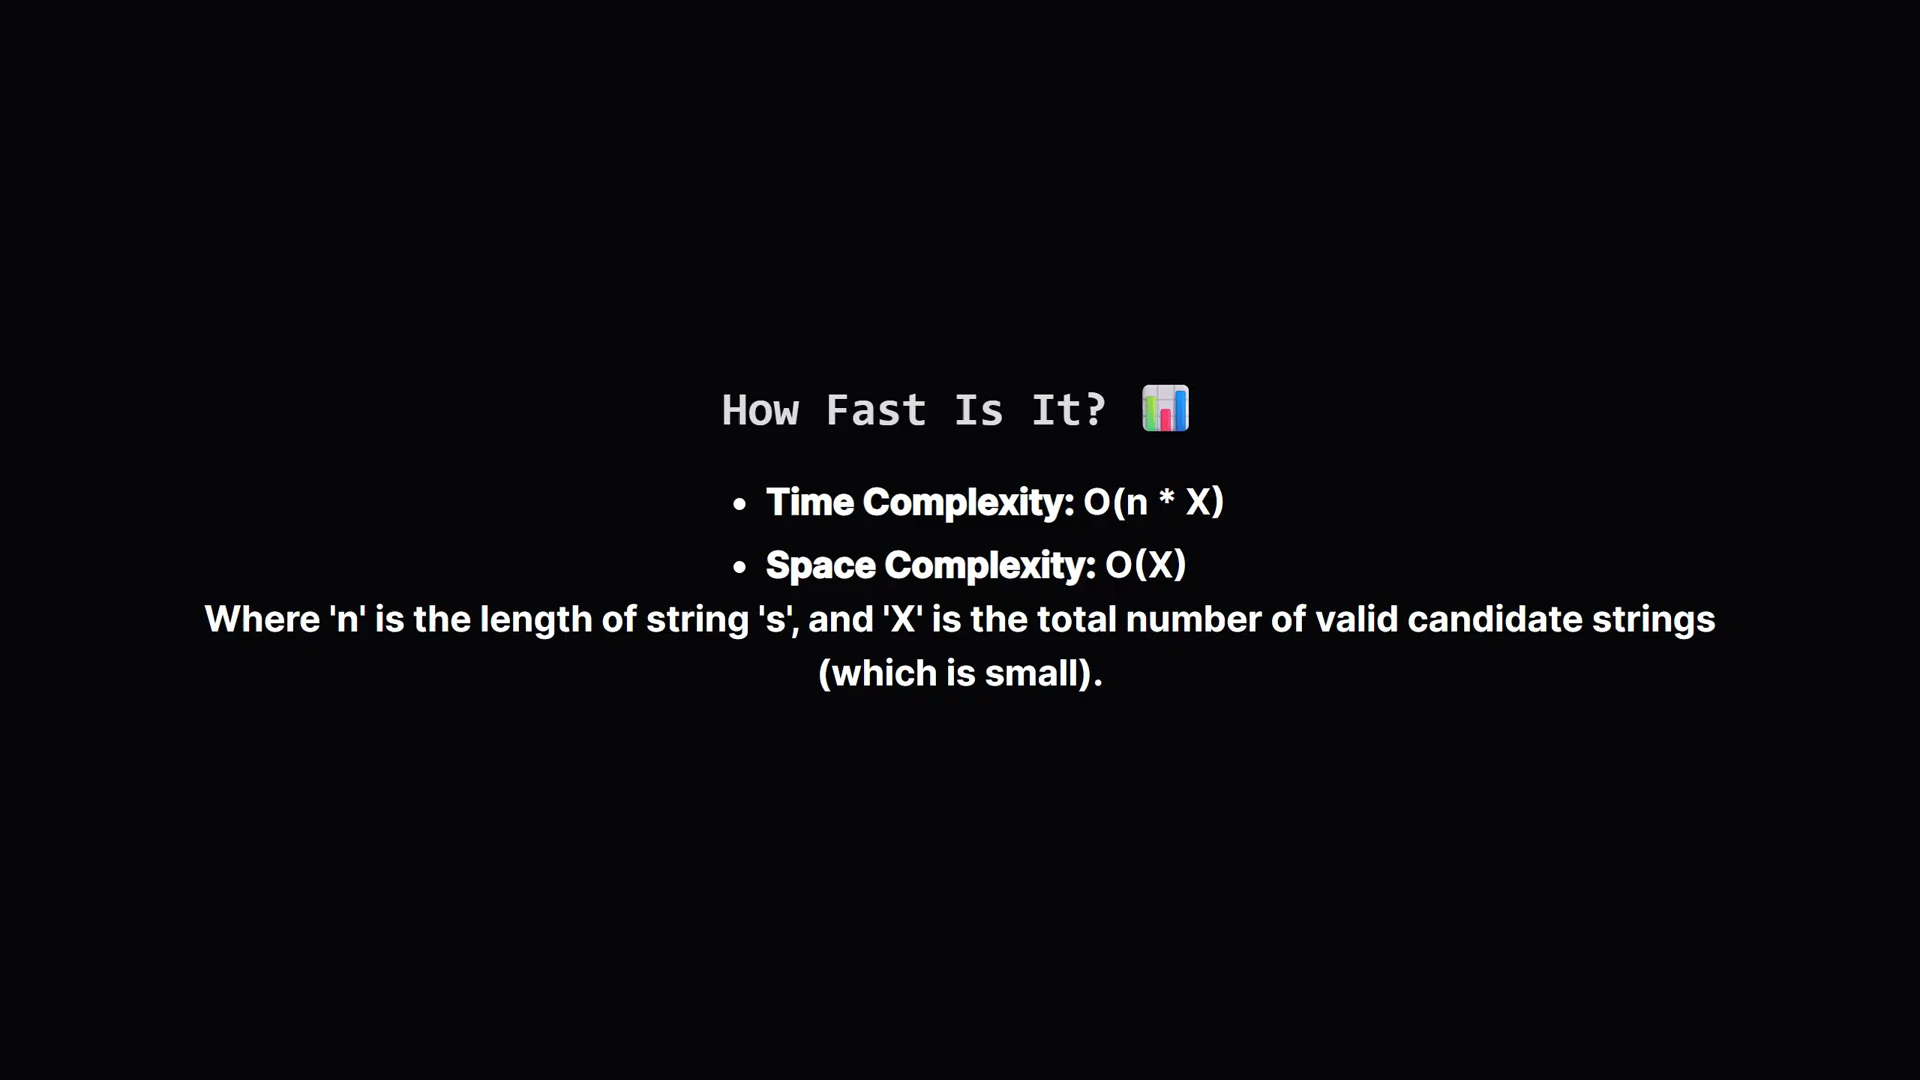 How Fast Is It? 📊
• Time Complexity: O(n * X)
• Space Complexity: O(X)
Where 'n' is the length of string 's', and 'X' is the total number of valid candidate strings
(which is small).